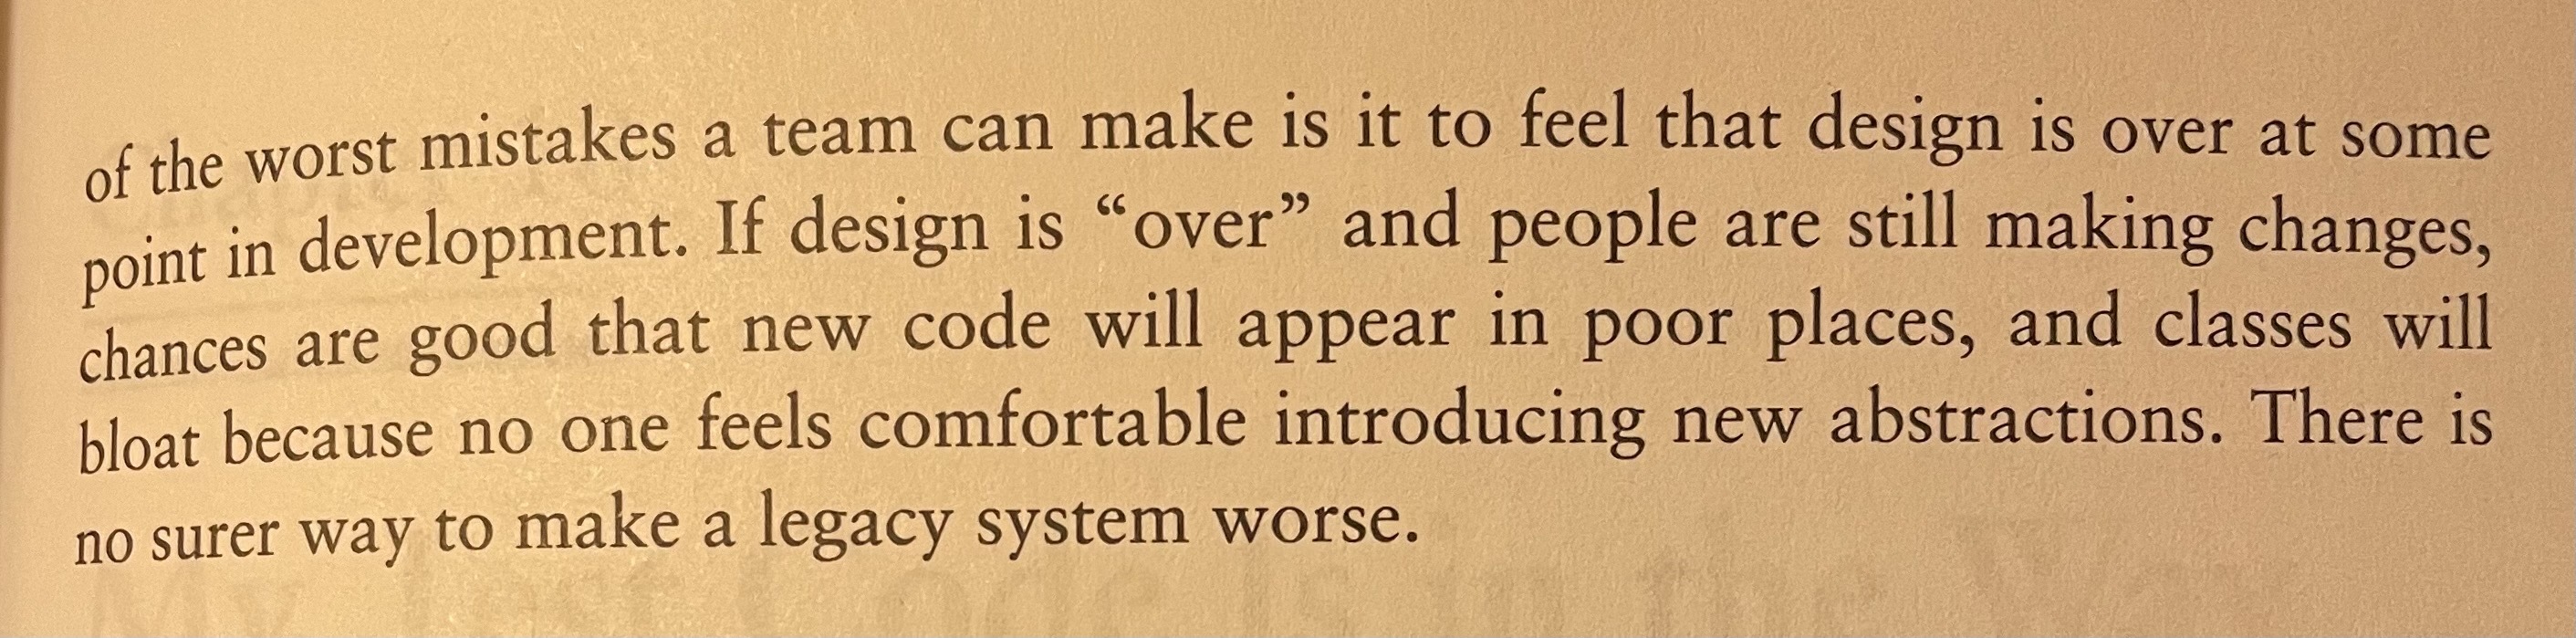 of the worst mistakes a team can make is it to feel that design is over at some
point in development. If design is “over” and people are still making changes,
chances are good that new code will appear in poor places, and classes will
bloat because no one feels comfortable introducing new abstractions. There is
no surer way to make a legacy system worse.